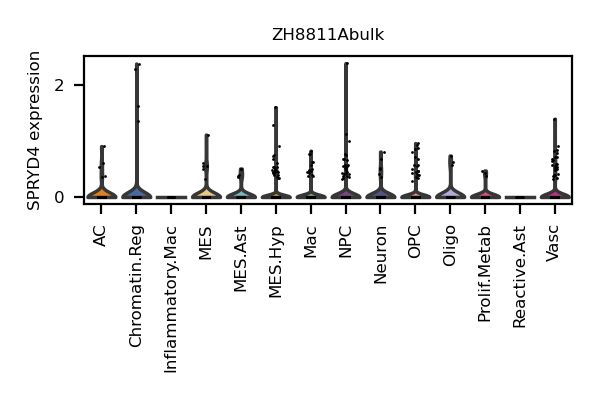 ZH8811Abulk
SPRYD4 expression
2
0
AC
Chromatin.Reg
Inflammatory.Mac
MES
MES.Ast
MES.Hyp
Mac
NPC
Neuron
OPC
Oligo
Prolif.Metab
Reactive.Ast
Vasc